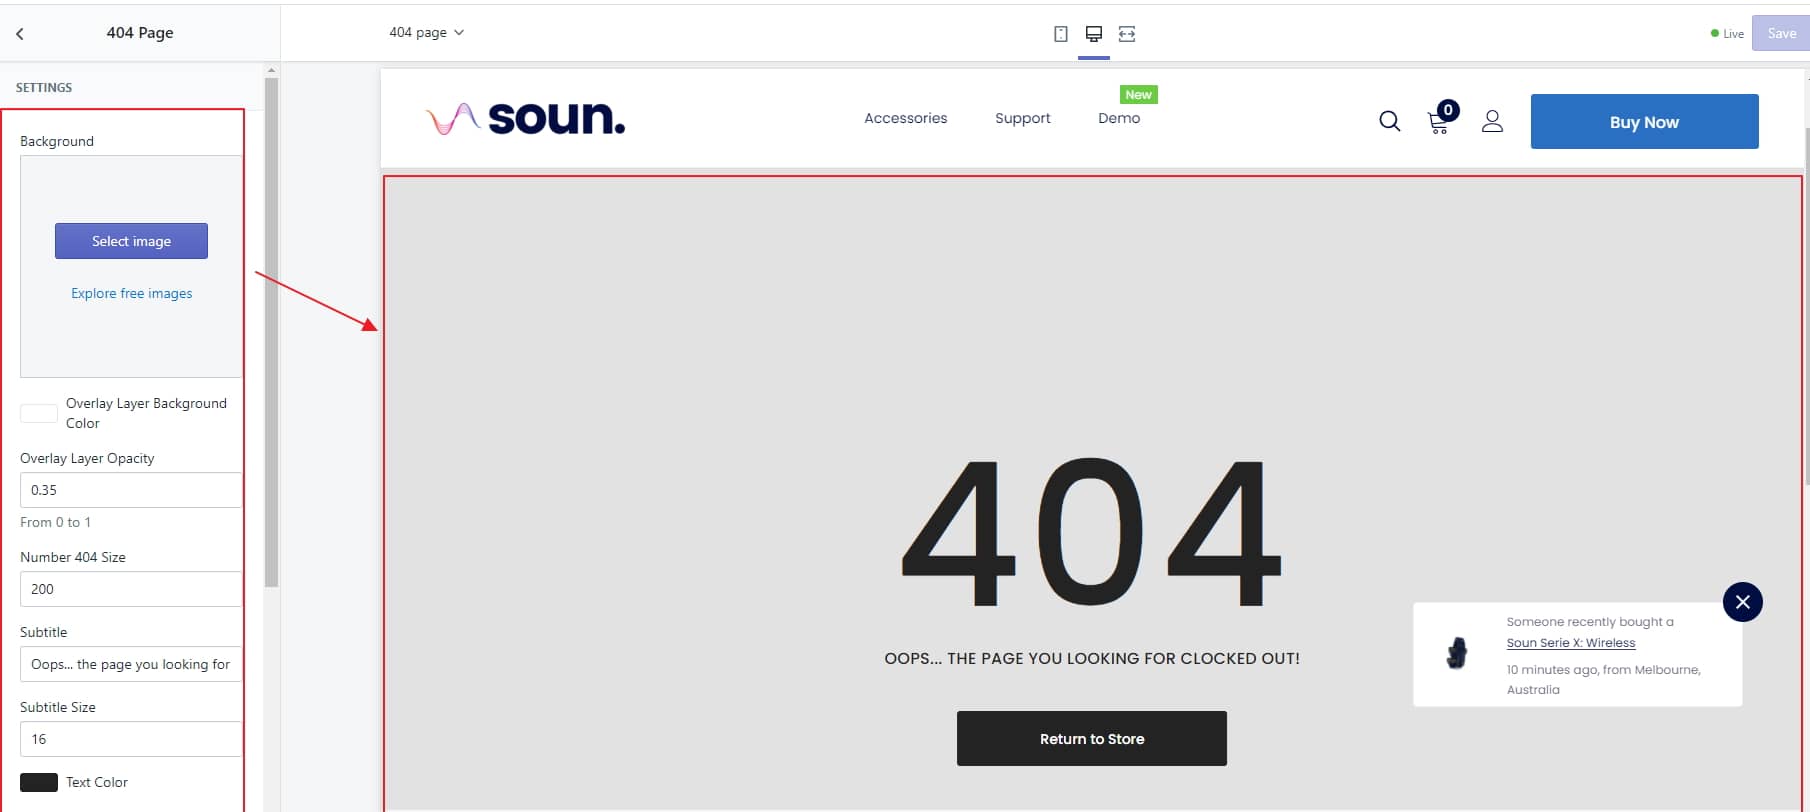 404 Page
404 page
Live
Save
SETTINGS
Background
Select image
Explore free images
Overlay Layer Background
Color
Overlay Layer Opacity
0.35
From 0 to 1
Number 404 Size
200
Subtitle
Oops... the page you looking for
Subtitle Size
16
Text Color
soun.
Accessories
Support
New
Demo
0
Buy Now
404
OOPS... THE PAGE YOU LOOKING FOR CLOCKED OUT!
Return to Store
Someone recently bought a
Soun Serie X: Wireless
10 minutes ago, from Melbourne,
Australia